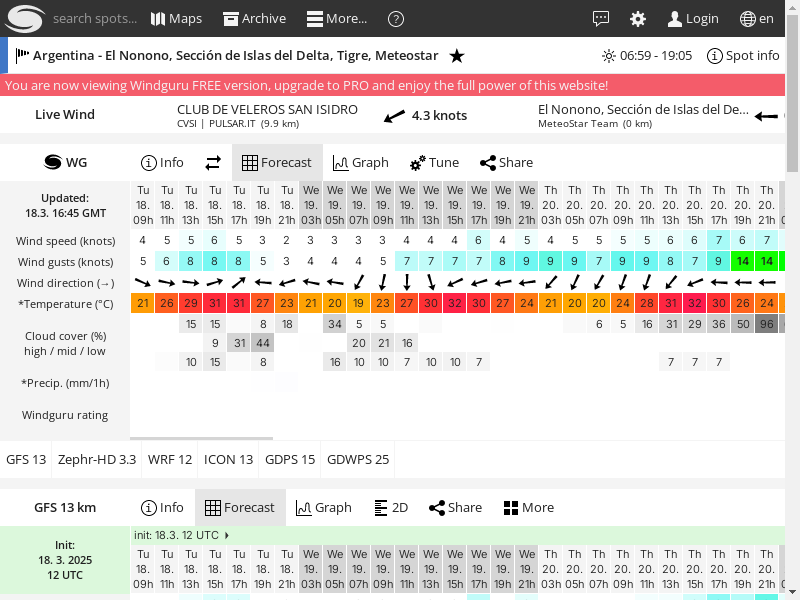 search spots... Maps Archive More... ? Login en
Argentina - El Nonono, Sección de Islas del Delta, Tigre, Meteostar 06:59 - 19:05 Spot info
You are now viewing Windguru FREE version, upgrade to PRO and enjoy the full power of this website!
Live Wind
CLUB DE VELEROS SAN ISIDRO
CVSI | PULSAR.IT (9.9 km)
4.3 knots
El Nonono, Sección de Islas del De...
MeteoStar Team (0 km)
WG Info Forecast Graph Tune Share
Updated:
18.3. 16:45 GMT
Tu Tu Tu Tu Tu Tu Tu We We We We We We We We We We Th Th Th Th Th Th Th Th Th Th
18. 18. 18. 18. 18. 18. 18. 19. 19. 19. 19. 19. 19. 19. 19. 19. 19. 20. 20. 20. 20. 20. 20. 20. 20. 20. 20.
09h 11h 13h 15h 17h 19h 21h 03h 05h 07h 09h 11h 13h 15h 17h 19h 21h 03h 05h 07h 09h 11h 13h 15h 17h 19h 21h
Wind speed (knots) 4 5 5 6 5 3 2 3 3 3 3 4 4 4 6 4 5 4 5 5 5 5 6 6 7 6 7
Wind gusts (knots) 5 6 8 8 8 5 3 4 4 4 5 7 7 7 7 8 9 9 9 7 9 9 8 7 9 14 14
Wind direction (→)
*Temperature (°C) 21 26 29 31 31 27 23 21 20 19 23 27 30 32 30 27 24 21 20 20 24 28 31 32 30 26 24
Cloud cover (%)
high / mid / low
15 15 8 18 34 5 5 6 5 16 31 29 36 50 96
9 31 44 20 21 16
10 15 8 16 10 10 7 10 10 7 7 7 7
*Precip. (mm/1h)
Windguru rating
GFS 13 Zephr-HD 3.3 WRF 12 ICON 13 GDPS 15 GDWPS 25
GFS 13 km Info Forecast Graph 2D Share More
init: 18.3. 12 UTC
Init:
18. 3. 2025
12 UTC
Tu Tu Tu Tu Tu Tu Tu We We We We We We We We We We Th Th Th Th Th Th Th Th Th Th
18. 18. 18. 18. 18. 18. 18. 19. 19. 19. 19. 19. 19. 19. 19. 19. 19. 20. 20. 20. 20. 20. 20. 20. 20. 20. 20.
09h 11h 13h 15h 17h 19h 21h 03h 05h 07h 09h 11h 13h 15h 17h 19h 21h 03h 05h 07h 09h 11h 13h 15h 17h 19h 21h